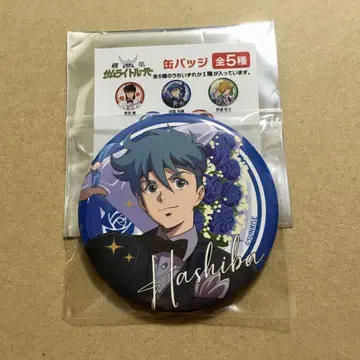 鎧伝
サムライトルーパー
缶バッジ 全5種
全5種のうちいずれか1種が入っています。
Hashiba
©SUNRISE